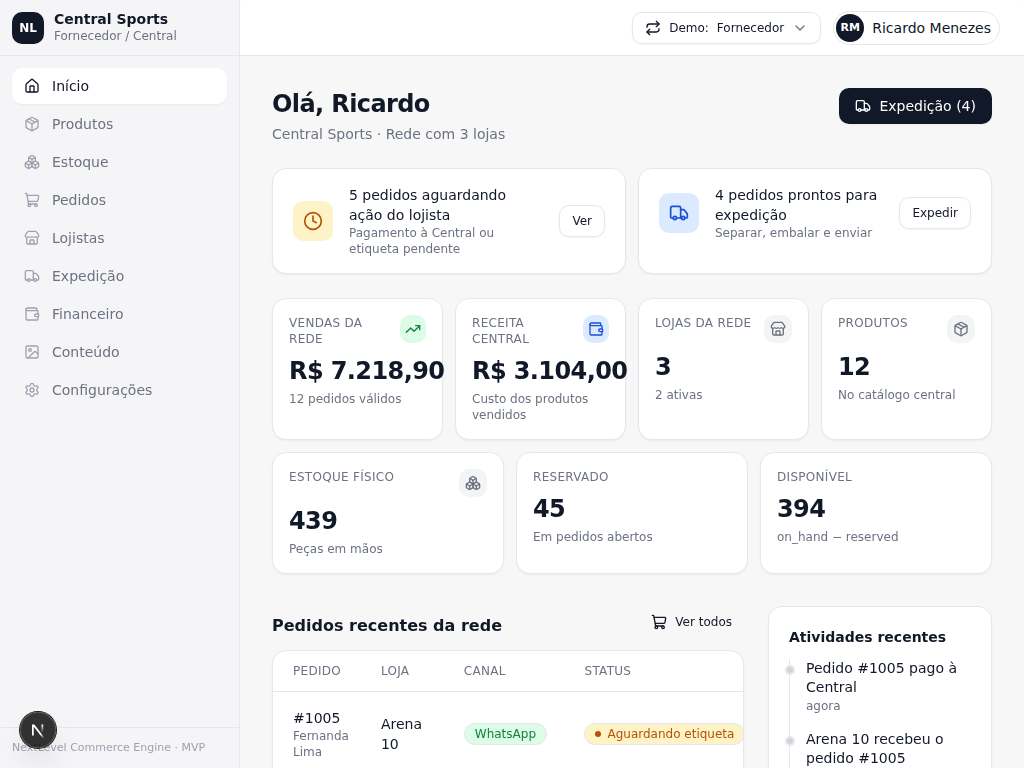 NL
Central Sports
Fornecedor / Central
Demo: Fornecedor
RM
Ricardo Menezes
Início
Produtos
Estoque
Pedidos
Lojistas
Expedição
Financeiro
Conteúdo
Configurações
Olá, Ricardo
Central Sports · Rede com 3 lojas
Expedição (4)
5 pedidos aguardando
ação do lojista
Pagamento à Central ou
etiqueta pendente
Ver
4 pedidos prontos para
expedição
Separar, embalar e enviar
Expedir
VENDAS DA
REDE
R$ 7.218,90
12 pedidos válidos
RECEITA
CENTRAL
R$ 3.104,00
Custo dos produtos
vendidos
LOJAS DA REDE
3
2 ativas
PRODUTOS
12
No catálogo central
ESTOQUE FÍSICO
439
Peças em mãos
RESERVADO
45
Em pedidos abertos
DISPONÍVEL
394
on_hand − reserved
Pedidos recentes da rede
Ver todos
PEDIDO LOJA CANAL STATUS
#1005
Fernanda
Lima
Arena
10
WhatsApp
Aguardando etiqueta
Atividades recentes
Pedido #1005 pago à
Central
agora
Arena 10 recebeu o
pedido #1005
N
Commerce Engine · MVP